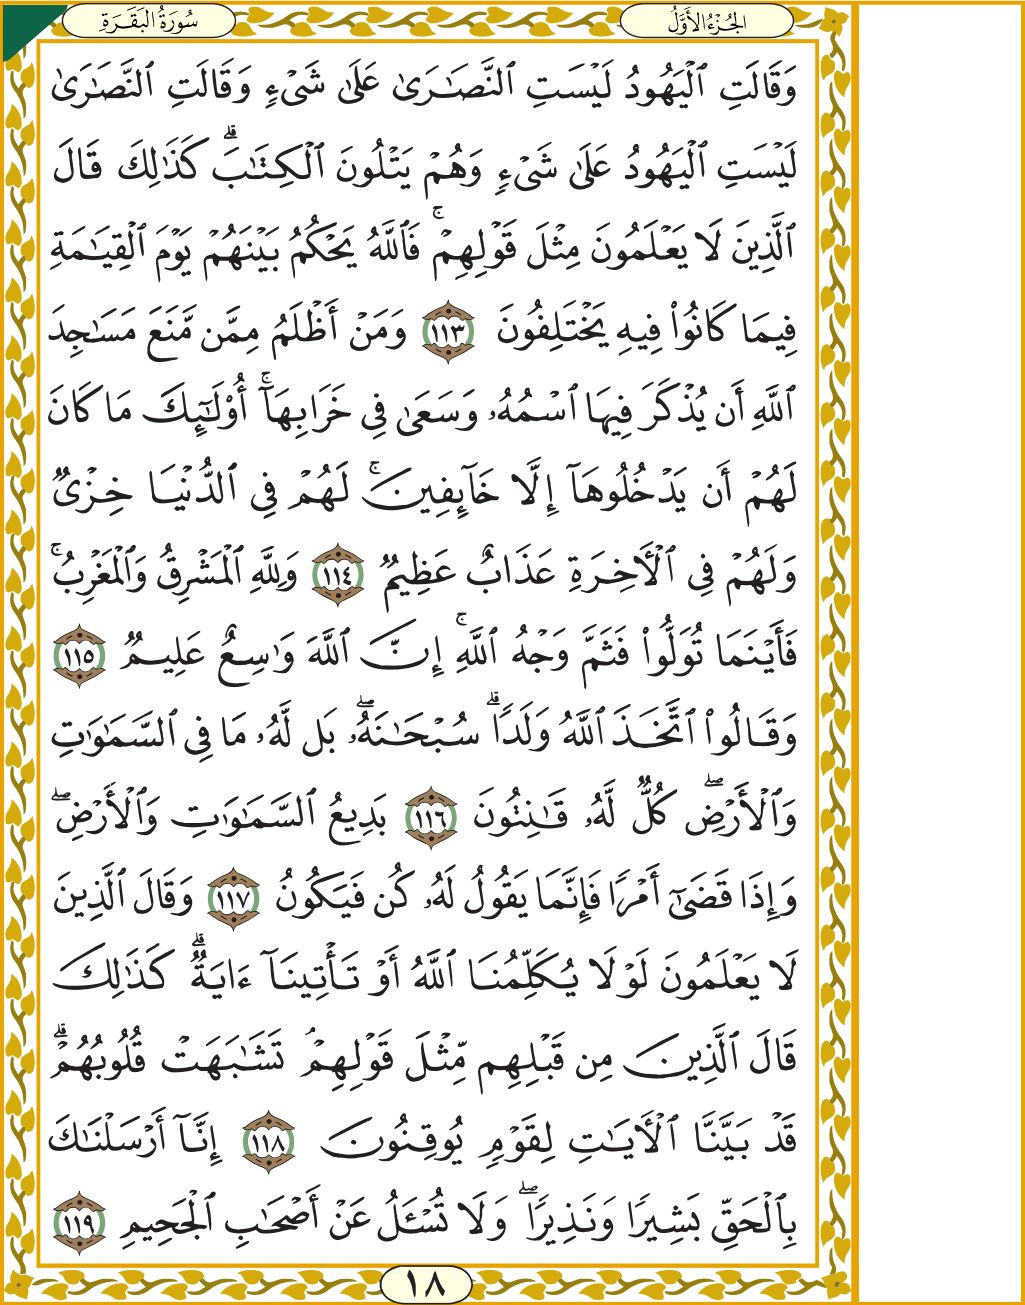 الجُزْءُ الأَوَّلُ
سُورَةُ البَقَرَةِ
وَقَالَتِ ٱلْيَهُودُ لَيْسَتِ ٱلنَّصَـٰرَىٰ عَلَىٰ شَىْءٍ وَقَالَتِ ٱلنَّصَـٰرَىٰ
لَيْسَتِ ٱلْيَهُودُ عَلَىٰ شَىْءٍ وَهُمْ يَتْلُونَ ٱلْكِتَـٰبَ ۗ كَذَٰلِكَ قَالَ
ٱلَّذِينَ لَا يَعْلَمُونَ مِثْلَ قَوْلِهِمْ ۚ فَٱللَّهُ يَحْكُمُ بَيْنَهُمْ يَوْمَ ٱلْقِيَـٰمَةِ
فِيمَا كَانُوا۟ فِيهِ يَخْتَلِفُونَ ١١٣ وَمَنْ أَظْلَمُ مِمَّن مَّنَعَ مَسَـٰجِدَ
ٱللَّهِ أَن يُذْكَرَ فِيهَا ٱسْمُهُۥ وَسَعَىٰ فِى خَرَابِهَآ ۚ أُو۟لَـٰٓئِكَ مَا كَانَ
لَهُمْ أَن يَدْخُلُوهَآ إِلَّا خَآئِفِينَ ۚ لَهُمْ فِى ٱلدُّنْيَا خِزْىٌ
وَلَهُمْ فِى ٱلْأَخِرَةِ عَذَابٌ عَظِيمٌ ١١٤ وَلِلَّهِ ٱلْمَشْرِقُ وَٱلْمَغْرِبُ ۚ
فَأَيْنَمَا تُوَلُّوا۟ فَثَمَّ وَجْهُ ٱللَّهِ ۚ إِنَّ ٱللَّهَ وَٰسِعٌ عَلِيمٌ ١١٥
وَقَالُوا۟ ٱتَّخَذَ ٱللَّهُ وَلَدًا ۗ سُبْحَـٰنَهُۥ ۖ بَل لَّهُۥ مَا فِى ٱلسَّمَـٰوَٰتِ
وَٱلْأَرْضِ ۖ كُلٌّ لَّهُۥ قَـٰنِتُونَ ١١٦ بَدِيعُ ٱلسَّمَـٰوَٰتِ وَٱلْأَرْضِ ۖ
وَإِذَا قَضَىٰٓ أَمْرًا فَإِنَّمَا يَقُولُ لَهُۥ كُن فَيَكُونُ ١١٧ وَقَالَ ٱلَّذِينَ
لَا يَعْلَمُونَ لَوْلَا يُكَلِّمُنَا ٱللَّهُ أَوْ تَأْتِينَآ ءَايَةٌ ۗ كَذَٰلِكَ
قَالَ ٱلَّذِينَ مِن قَبْلِهِم مِّثْلَ قَوْلِهِمْ ۘ تَشَـٰبَهَتْ قُلُوبُهُمْ ۗ
قَدْ بَيَّنَّا ٱلْأَيَـٰتِ لِقَوْمٍ يُوقِنُونَ ١١٨ إِنَّآ أَرْسَلْنَـٰكَ
بِٱلْحَقِّ بَشِيرًا وَنَذِيرًا ۖ وَلَا تُسْـَٔلُ عَنْ أَصْحَـٰبِ ٱلْجَحِيمِ ١١٩
١٨